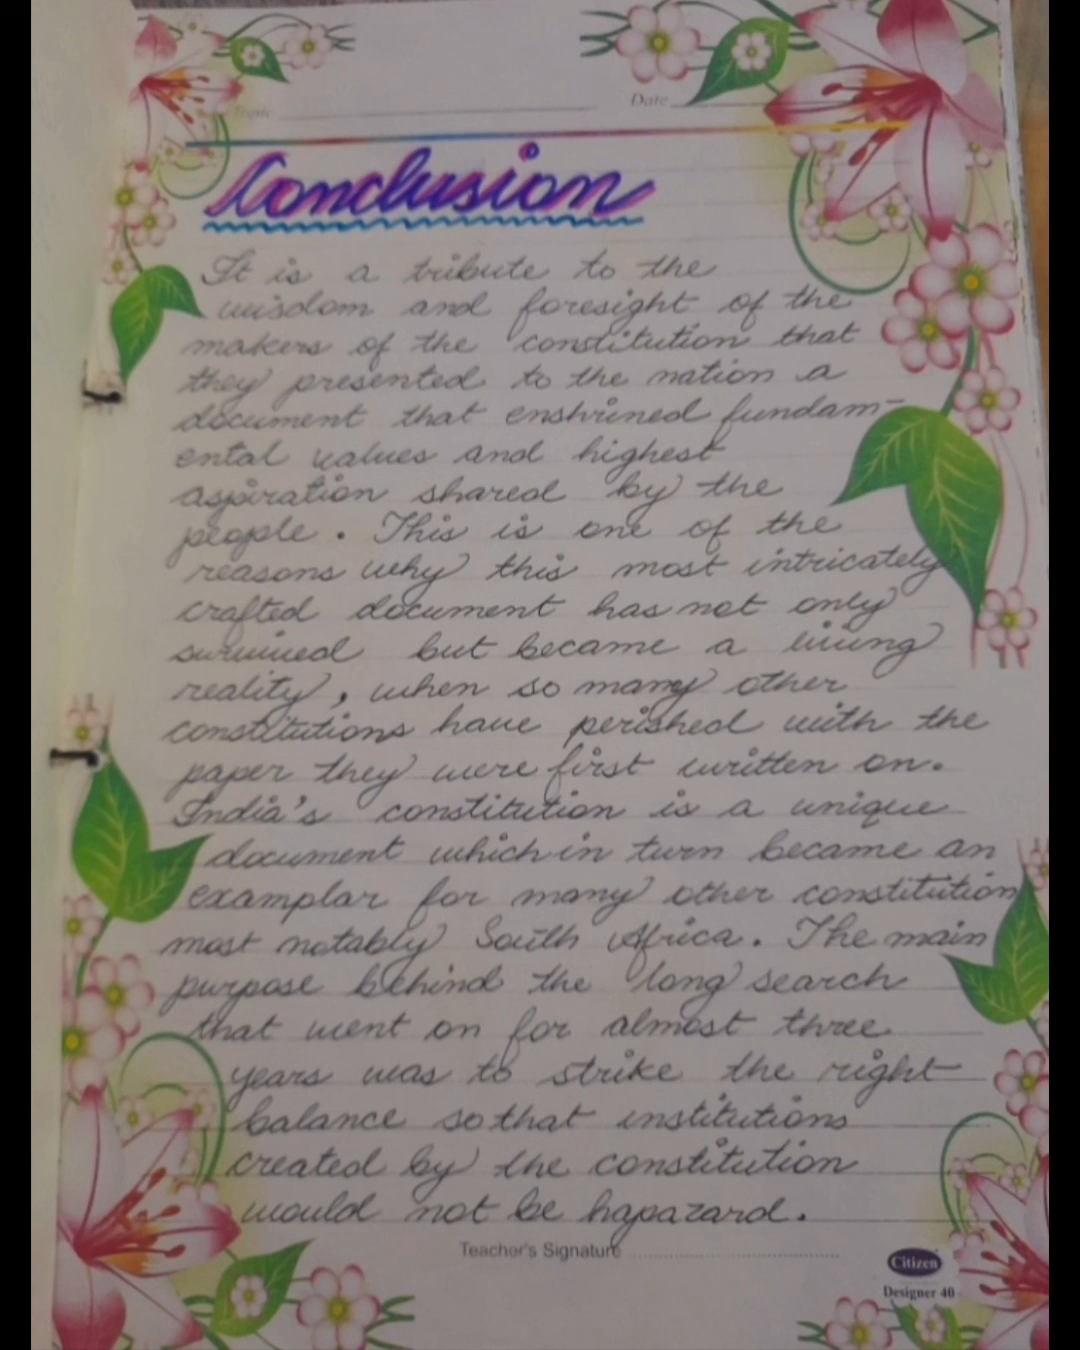 Topic
Date
Conclusion
It is a tribute to the
wisdom and foresight of the
makers of the constitution that
they presented to the nation a
document that enshrined fundam-
ental values and highest
aspiration shared by the
people. This is one of the
reasons why this most intricately
crafted document has not only
survived but became a living
reality, when so many other
constitutions have perished with the
paper they were first written on.
India's constitution is a unique
document which in turn became an
examplar for many other constitution
most notably South Africa. The main
purpose behind the long search
that went on for almost three
years was to strike the right
balance so that institutions
created by the constitution
would not be hapazard.
Teacher's Signature
Citizen
Designer 40